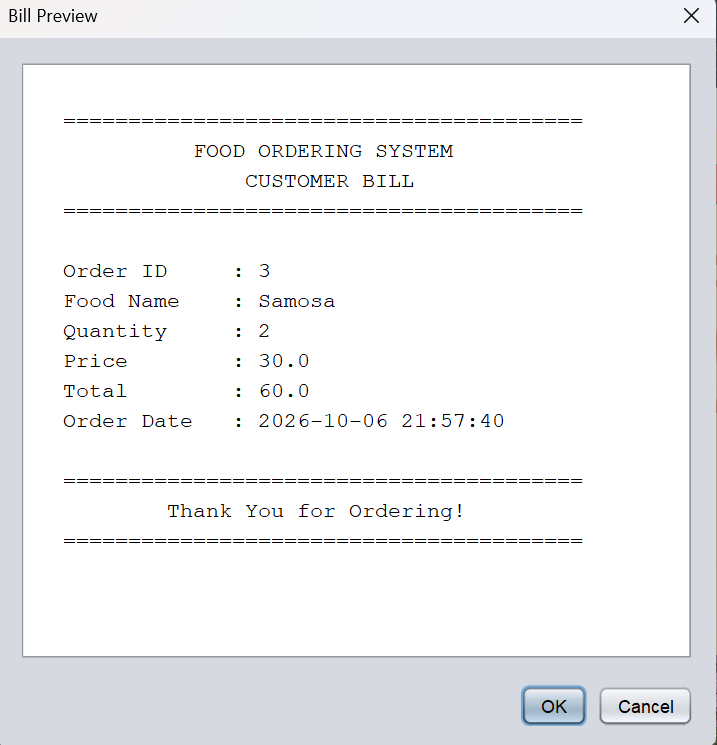 Bill Preview
========================================
FOOD ORDERING SYSTEM
CUSTOMER BILL
========================================
Order ID     : 3
Food Name    : Samosa
Quantity     : 2
Price        : 30.0
Total        : 60.0
Order Date   : 2026-10-06 21:57:40
========================================
Thank You for Ordering!
========================================
OK
Cancel